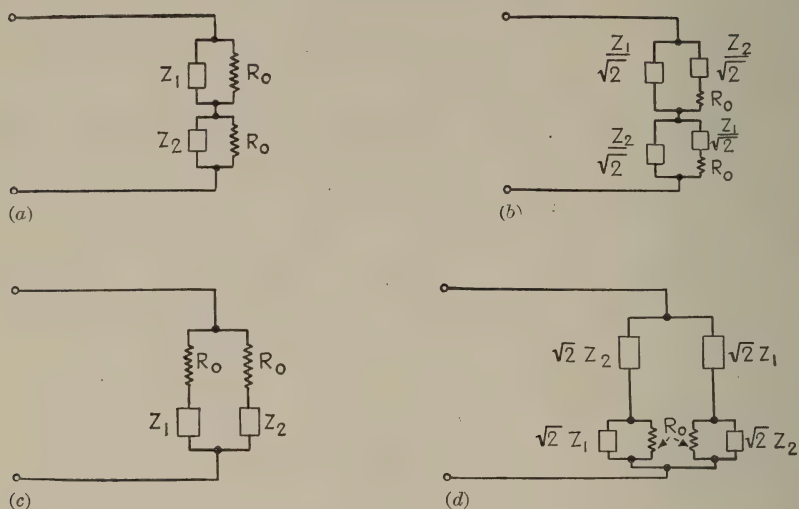 Z₁ R₀
Z₂ R₀
(a)
Z₁/√2 Z₂/√2
R₀
Z₂/√2 Z₁/√2
R₀
(b)
R₀ R₀
Z₁ Z₂
(c)
√2 Z₂ √2 Z₁
R₀
√2 Z₁ √2 Z₂
(d)